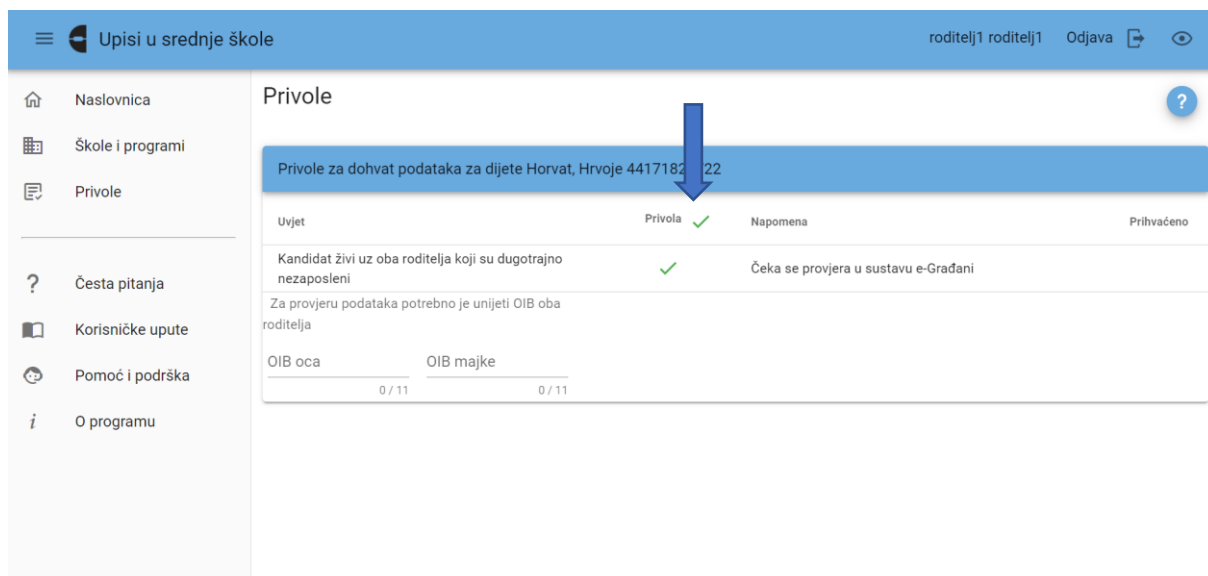 Upisi u srednje škole
roditelj1 roditelj1 Odjava
Naslovnica
Škole i programi
Privole
Česta pitanja
Korisničke upute
Pomoć i podrška
O programu
Privole
?
Privole za dohvat podataka za dijete Horvat, Hrvoje
Uvjet Privola Napomena Prihvaćeno
Kandidat živi uz oba roditelja koji su dugotrajno
nezaposleni
Čeka se provjera u sustavu e-Građani
Za provjeru podataka potrebno je unijeti OIB oba
roditelja
OIB oca OIB majke
0 / 11 0 / 11